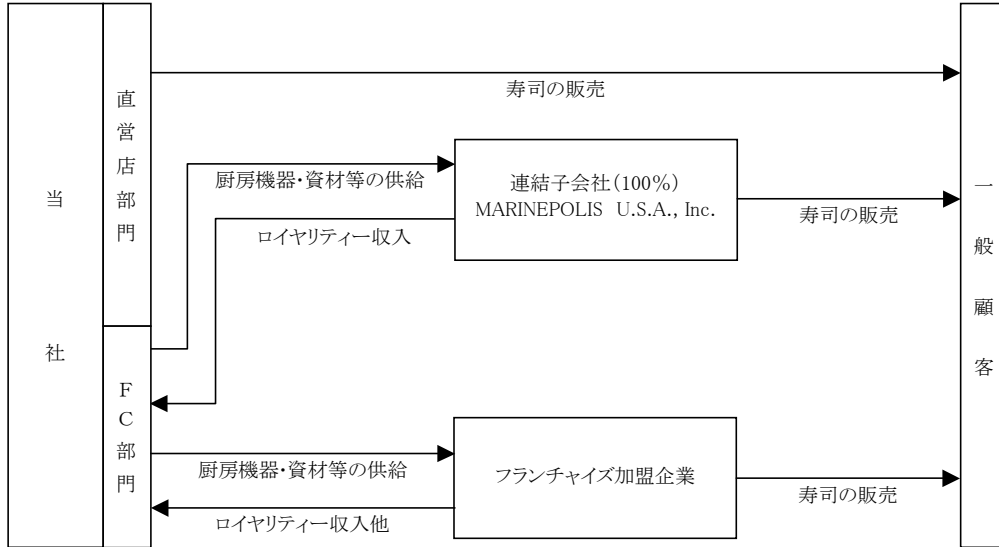 当社
直営店部門
FC部門
寿司の販売
厨房機器・資材等の供給
ロイヤリティー収入
連結子会社(100%)
MARINEPOLIS U.S.A., Inc.
寿司の販売
厨房機器・資材等の供給
ロイヤリティー収入他
フランチャイズ加盟企業
寿司の販売
一般顧客